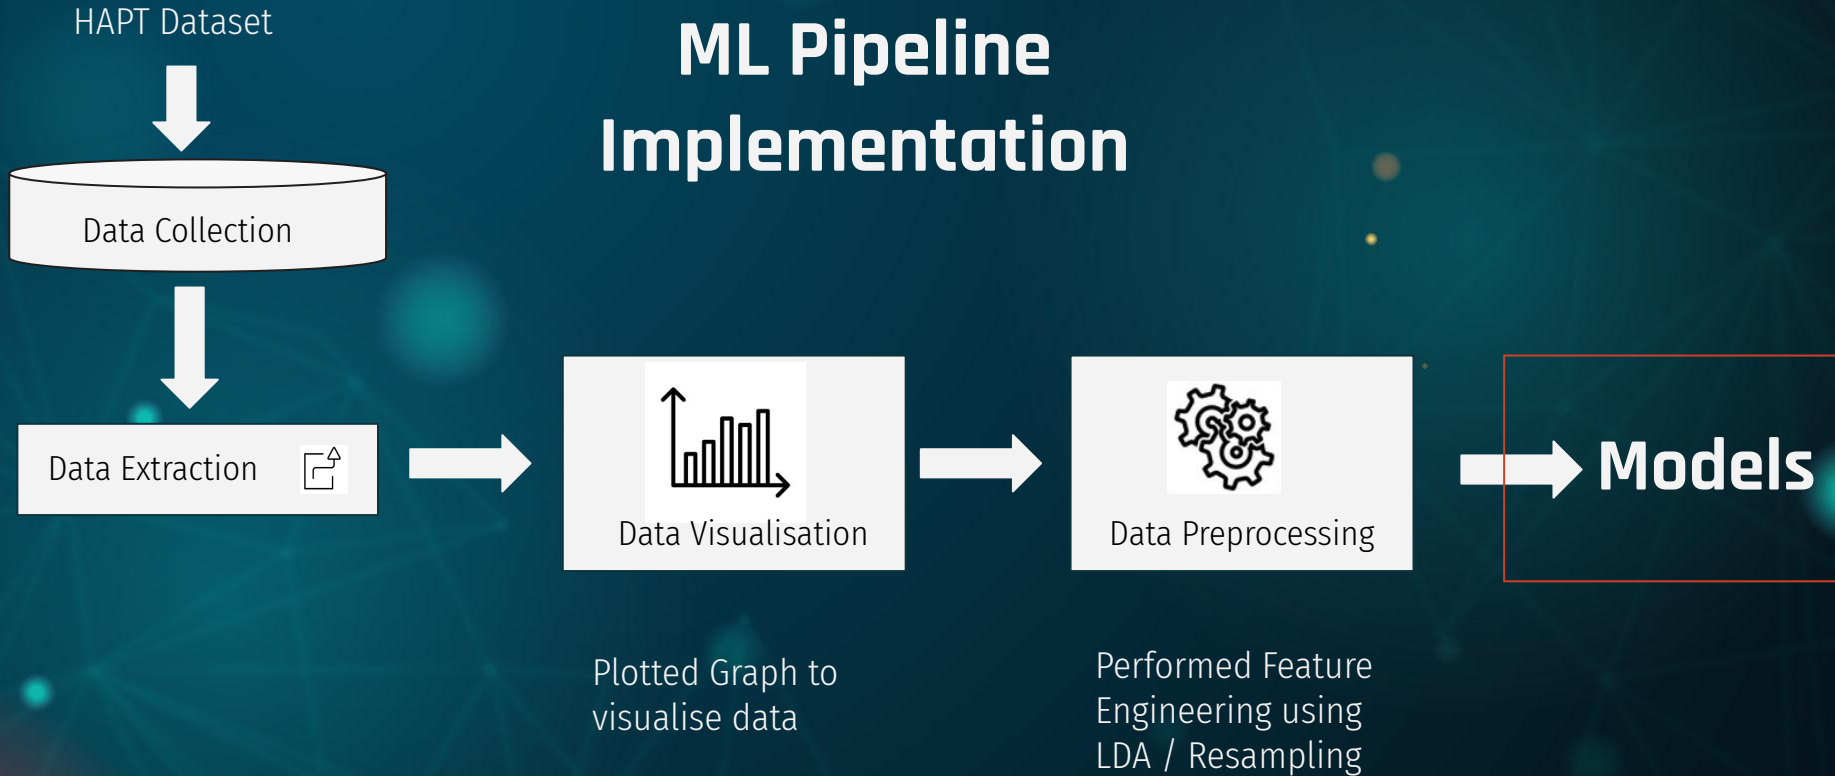 HAPT Dataset
ML Pipeline
Implementation
Data Collection
Data Extraction
Data Visualisation
Data Preprocessing
Models
Plotted Graph to
visualise data
Performed Feature
Engineering using
LDA / Resampling